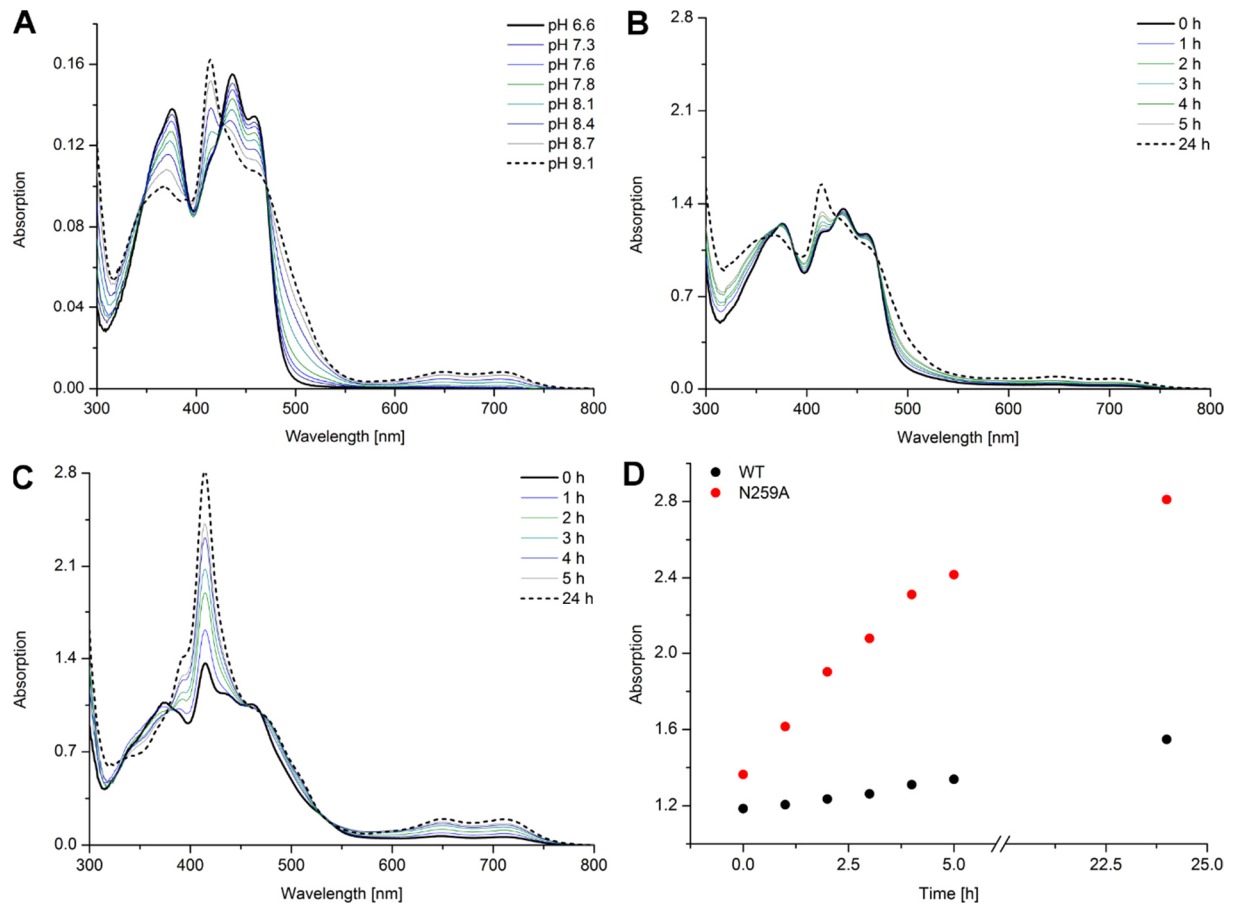 A
pH 6.6
pH 7.3
pH 7.6
pH 7.8
pH 8.1
pH 8.4
pH 8.7
pH 9.1
0.16
0.12
0.08
0.04
0.00
Absorption
300 400 500 600 700 800
Wavelength [nm]
B
0 h
1 h
2 h
3 h
4 h
5 h
24 h
2.8
2.1
1.4
0.7
0.0
Absorption
300 400 500 600 700 800
Wavelength [nm]
C
0 h
1 h
2 h
3 h
4 h
5 h
24 h
2.8
2.1
1.4
0.7
0.0
Absorption
300 400 500 600 700 800
Wavelength [nm]
D
WT
N259A
2.8
2.4
2.0
1.6
1.2
Absorption
0.0 2.5 5.0 22.5 25.0
Time [h]